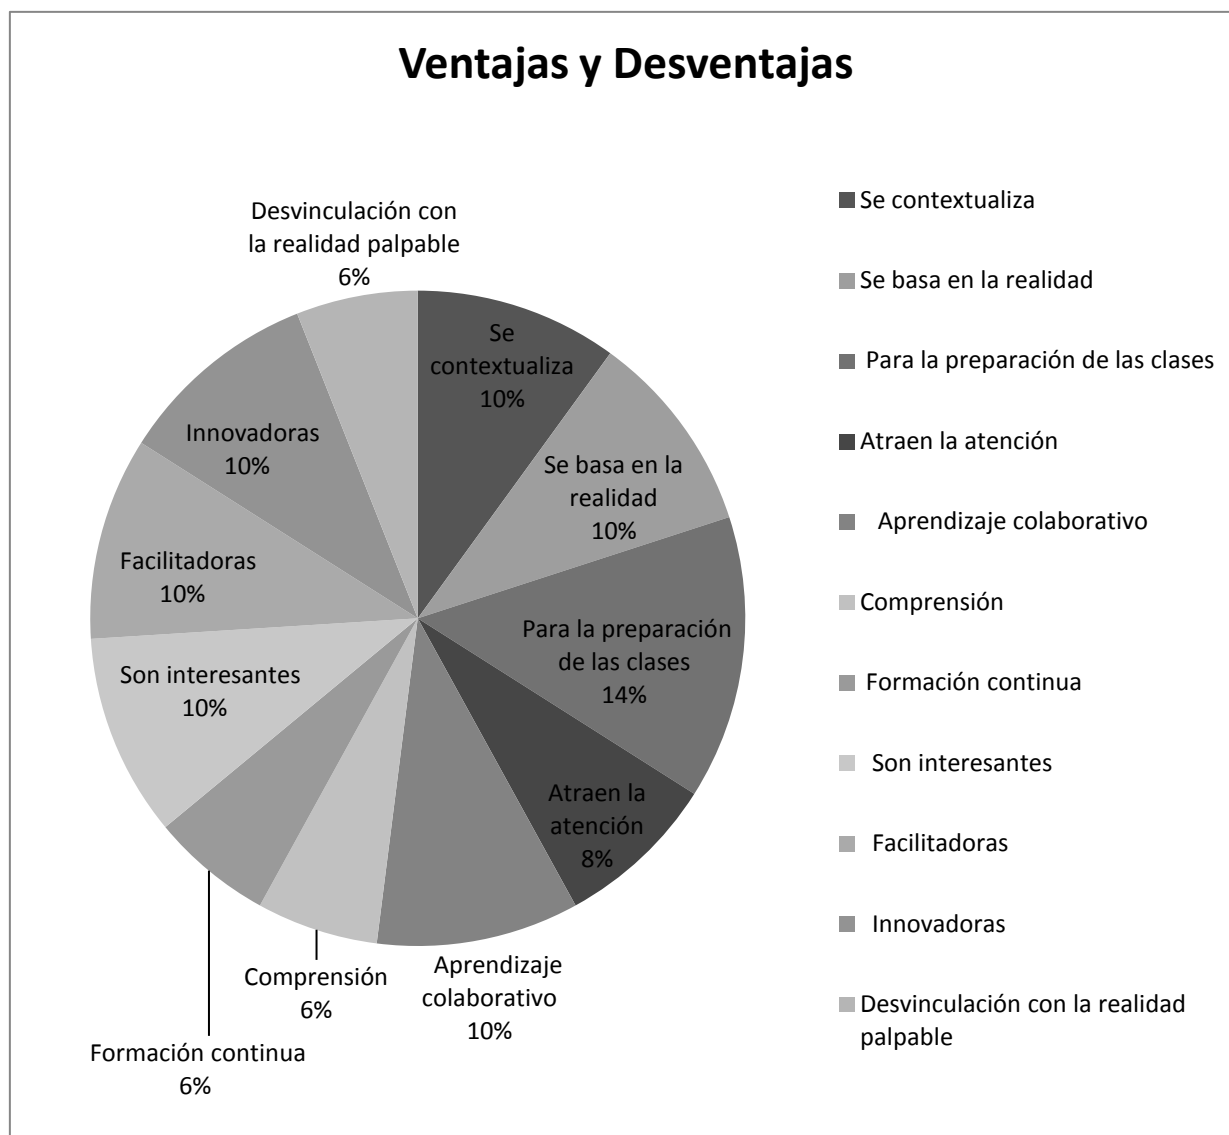 Ventajas y Desventajas
Desvinculación con
la realidad palpable
6%
Se
contextualiza
10%
Se basa en la
realidad
10%
Para la preparación
de las clases
14%
Atraen la
atención
8%
Aprendizaje
colaborativo
10%
Comprensión
6%
Formación continua
6%
Son interesantes
10%
Facilitadoras
10%
Innovadoras
10%
Se contextualiza
Se basa en la realidad
Para la preparación de las clases
Atraen la atención
Aprendizaje colaborativo
Comprensión
Formación continua
Son interesantes
Facilitadoras
Innovadoras
Desvinculación con la realidad
palpable